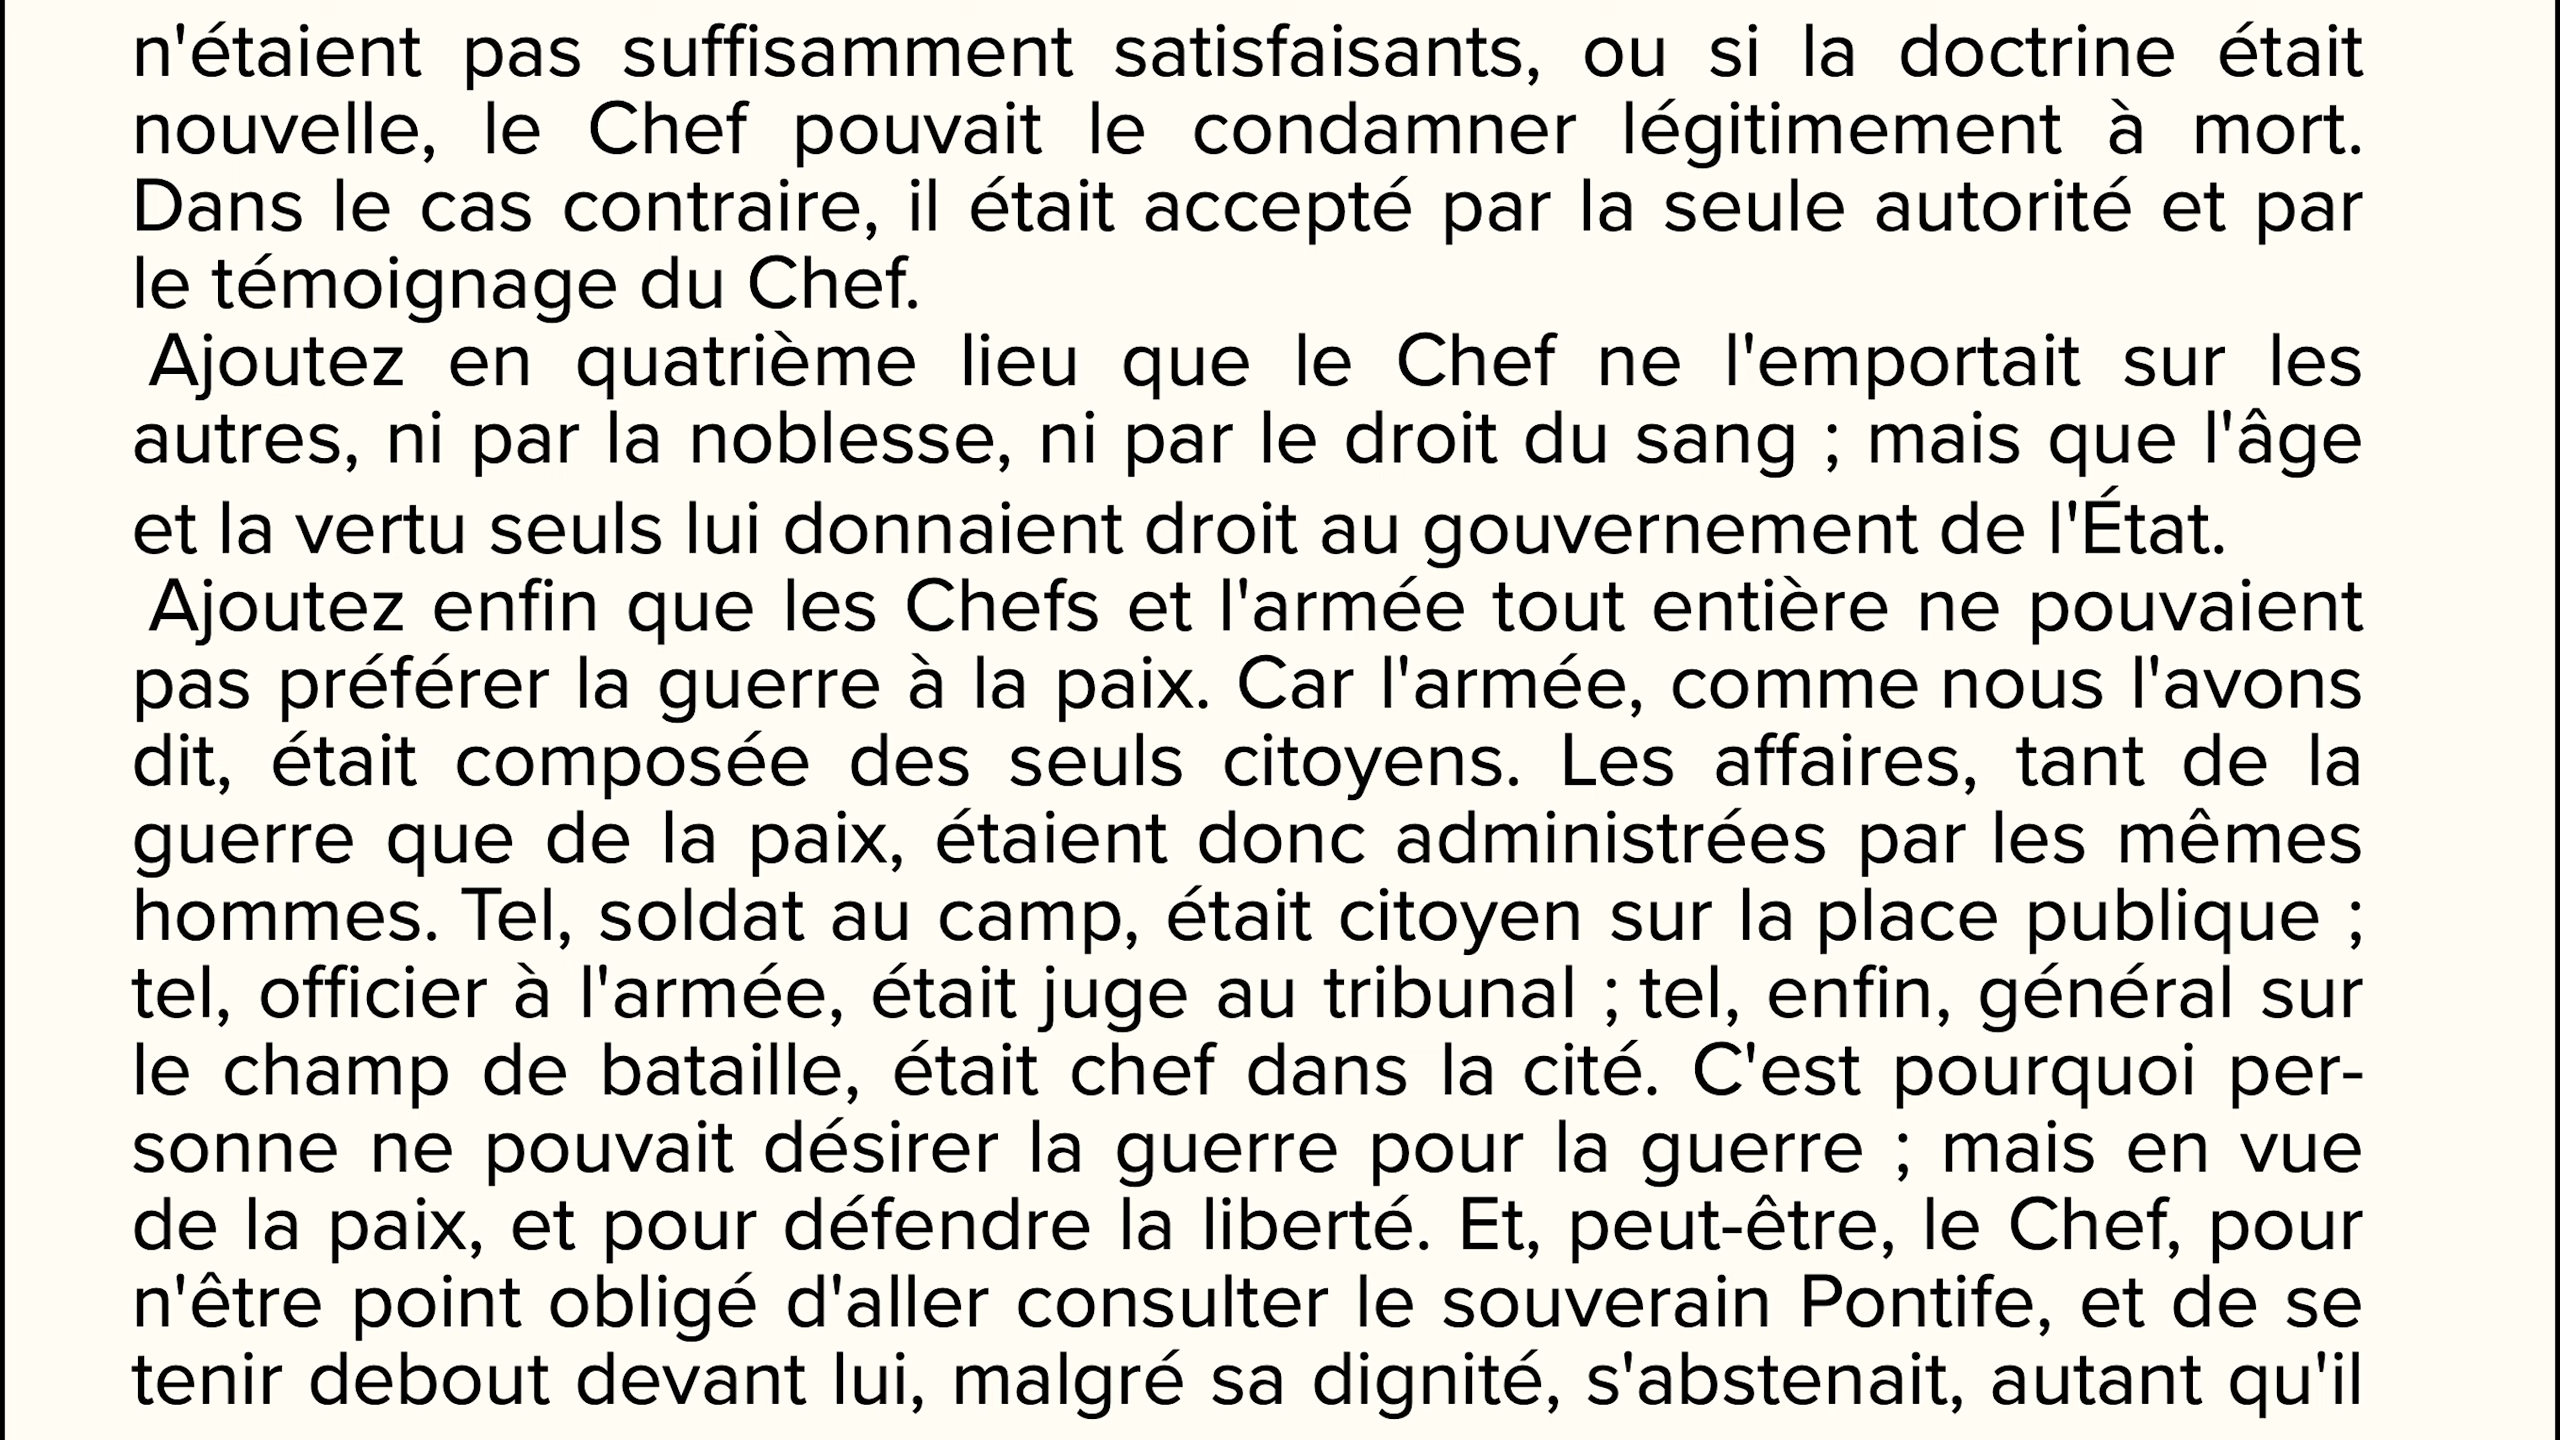 n'étaient pas suffisamment satisfaisants, ou si la doctrine était
nouvelle, le Chef pouvait le condamner légitimement à mort.
Dans le cas contraire, il était accepté par la seule autorité et par
le témoignage du Chef.
Ajoutez en quatrième lieu que le Chef ne l'emportait sur les
autres, ni par la noblesse, ni par le droit du sang ; mais que l'âge
et la vertu seuls lui donnaient droit au gouvernement de l'État.
Ajoutez enfin que les Chefs et l'armée tout entière ne pouvaient
pas préférer la guerre à la paix. Car l'armée, comme nous l'avons
dit, était composée des seuls citoyens. Les affaires, tant de la
guerre que de la paix, étaient donc administrées par les mêmes
hommes. Tel, soldat au camp, était citoyen sur la place publique ;
tel, officier à l'armée, était juge au tribunal ; tel, enfin, général sur
le champ de bataille, était chef dans la cité. C'est pourquoi per-
sonne ne pouvait désirer la guerre pour la guerre ; mais en vue
de la paix, et pour défendre la liberté. Et, peut-être, le Chef, pour
n'être point obligé d'aller consulter le souverain Pontife, et de se
tenir debout devant lui, malgré sa dignité, s'abstenait, autant qu'il